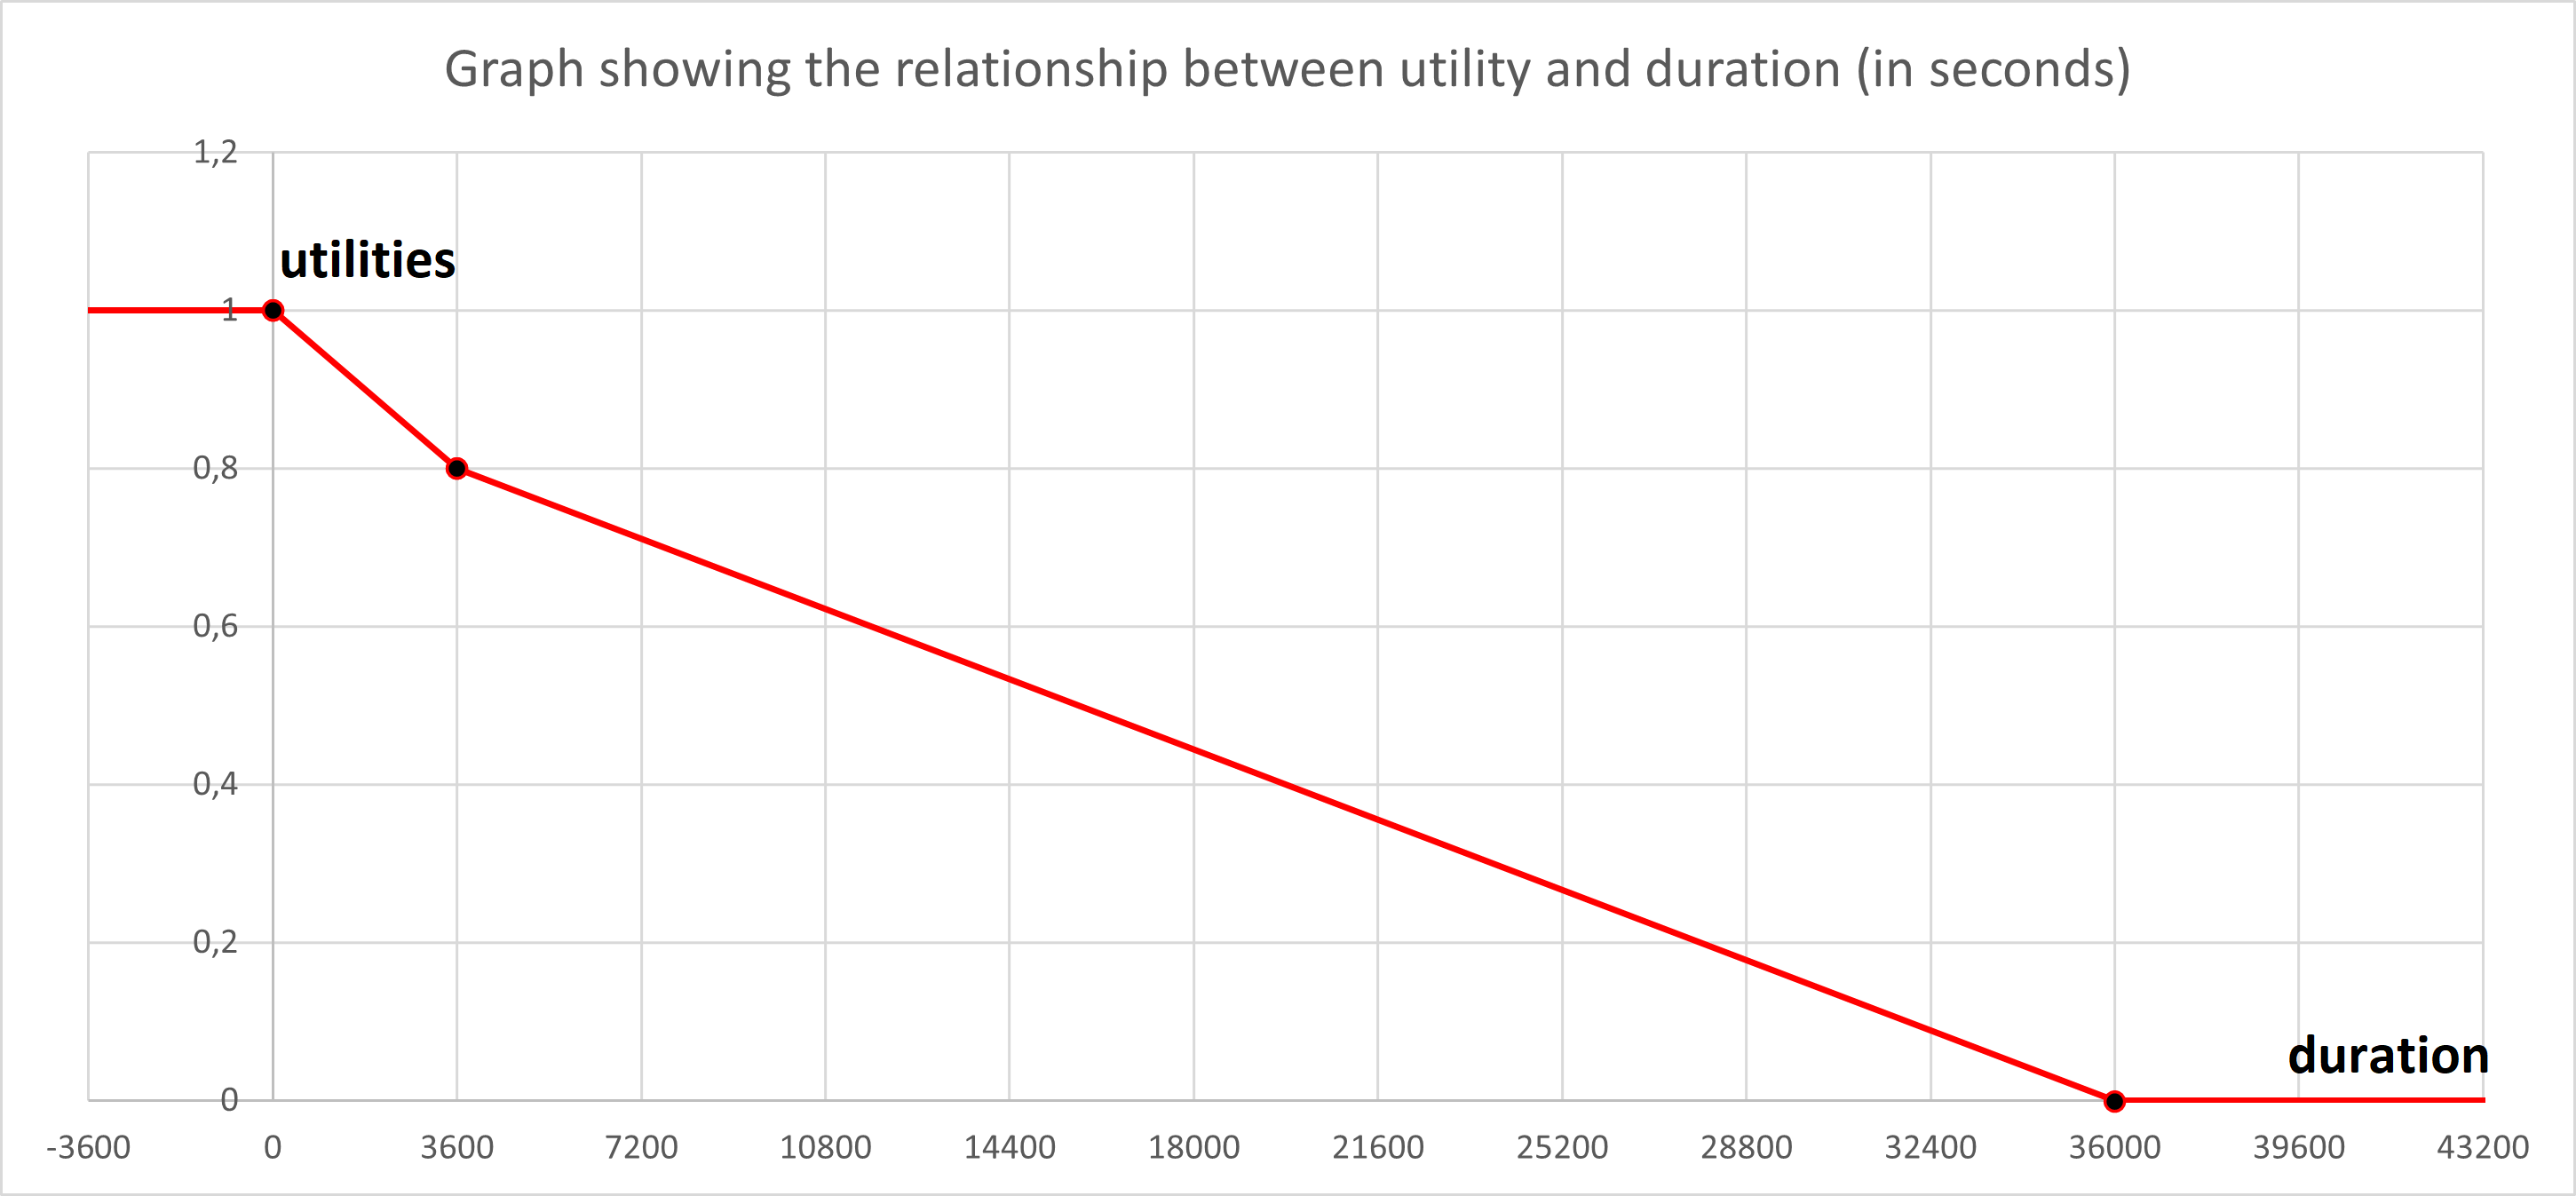 Graph showing the relationship between utility and duration (in seconds)
1,2
utilities
1
0,8
0,6
0,4
0,2
duration
0
-3600 0 3600 7200 10800 14400 18000 21600 25200 28800 32400 36000 39600 43200